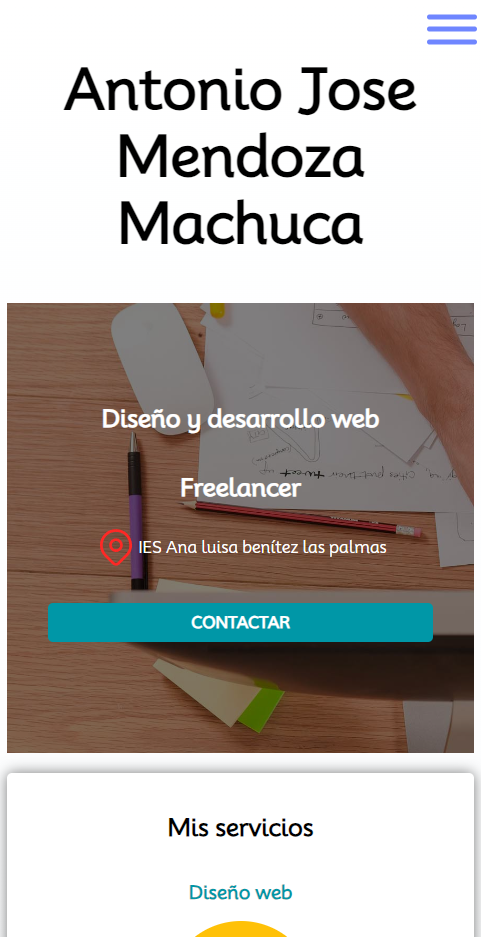 Antonio Jose
Mendoza
Machuca
Diseño y desarrollo web
Freelancer
IES Ana luisa benítez las palmas
CONTACTAR
Mis servicios
Diseño web